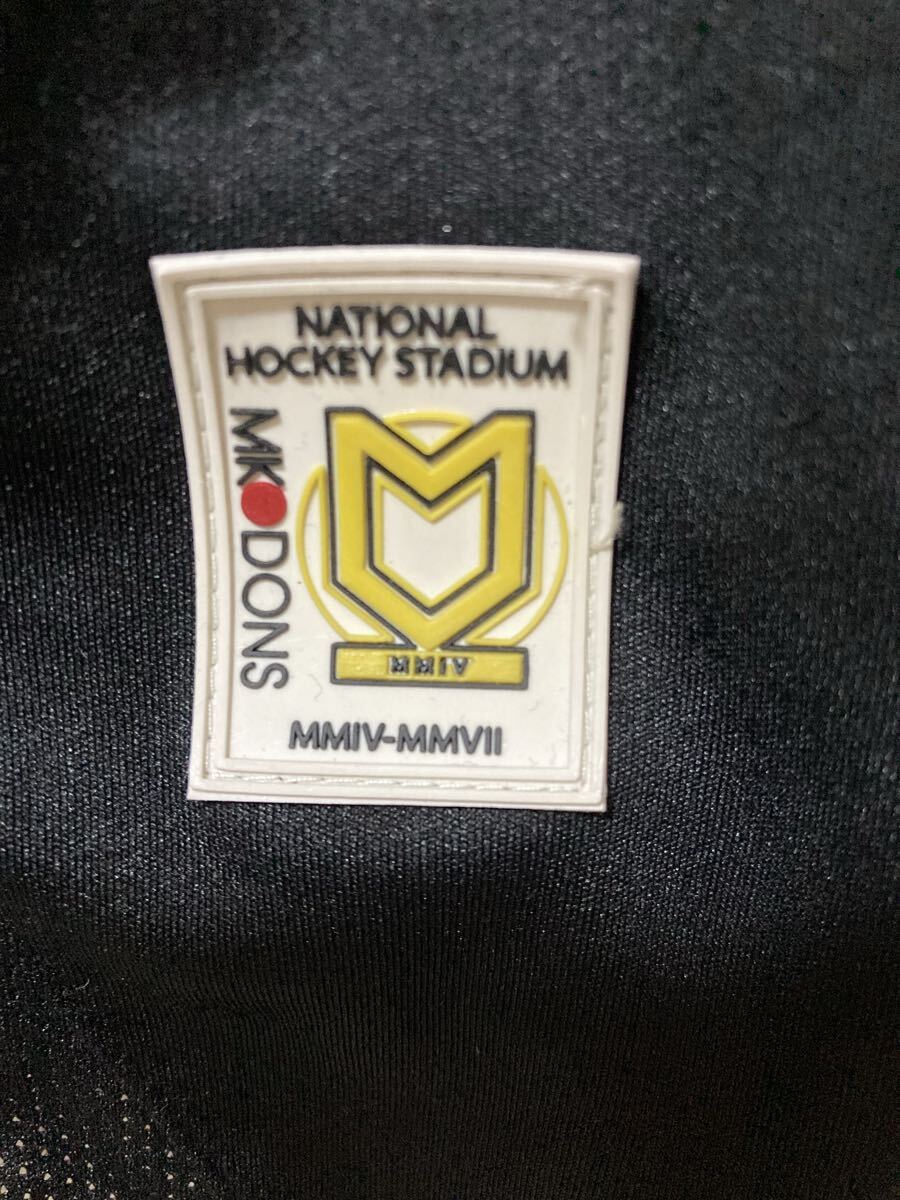 NATIONAL
HOCKEY STADIUM
MK DONS
MMIV
MMIV-MMVII